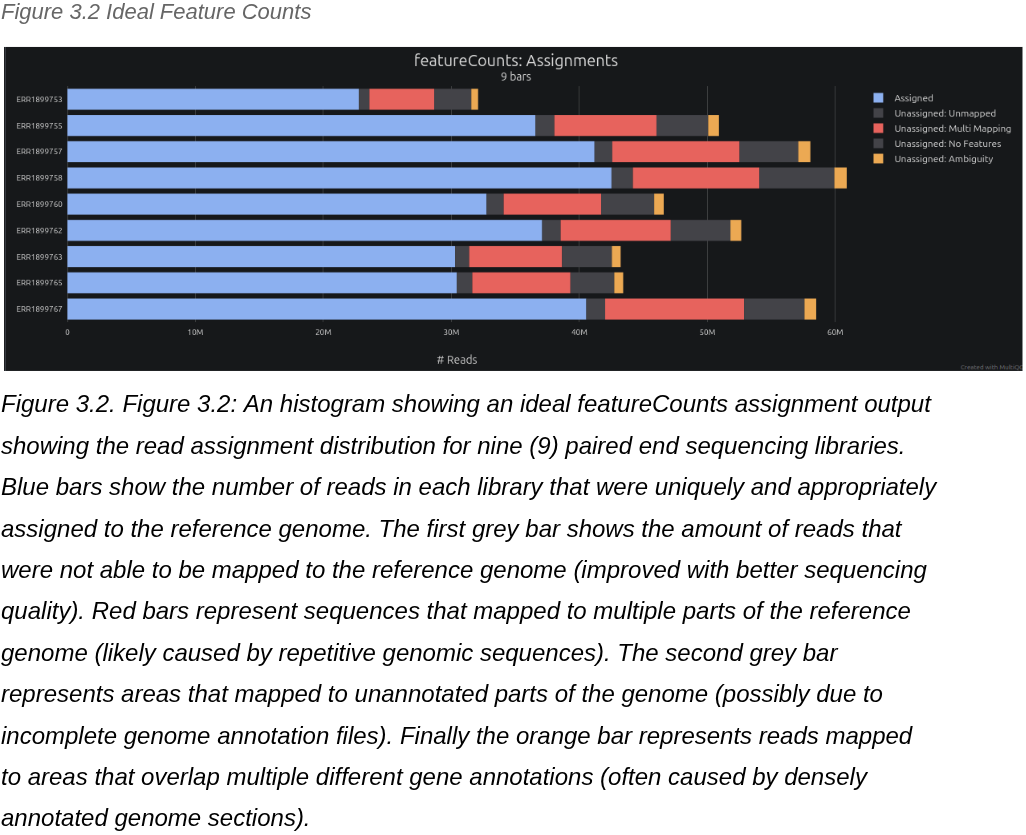 Figure 3.2 Ideal Feature Counts
featureCounts: Assignments
9 bars
ERR1899753
ERR1899755
ERR1899757
ERR1899758
ERR1899760
ERR1899762
ERR1899763
ERR1899765
ERR1899767
0 10M 20M 30M 40M 50M 60M
# Reads
Assigned
Unassigned: Unmapped
Unassigned: Multi Mapping
Unassigned: No Features
Unassigned: Ambiguity
Created with MultiQC
Figure 3.2. Figure 3.2: An histogram showing an ideal featureCounts assignment output
showing the read assignment distribution for nine (9) paired end sequencing libraries.
Blue bars show the number of reads in each library that were uniquely and appropriately
assigned to the reference genome. The first grey bar shows the amount of reads that
were not able to be mapped to the reference genome (improved with better sequencing
quality). Red bars represent sequences that mapped to multiple parts of the reference
genome (likely caused by repetitive genomic sequences). The second grey bar
represents areas that mapped to unannotated parts of the genome (possibly due to
incomplete genome annotation files). Finally the orange bar represents reads mapped
to areas that overlap multiple different gene annotations (often caused by densely
annotated genome sections).